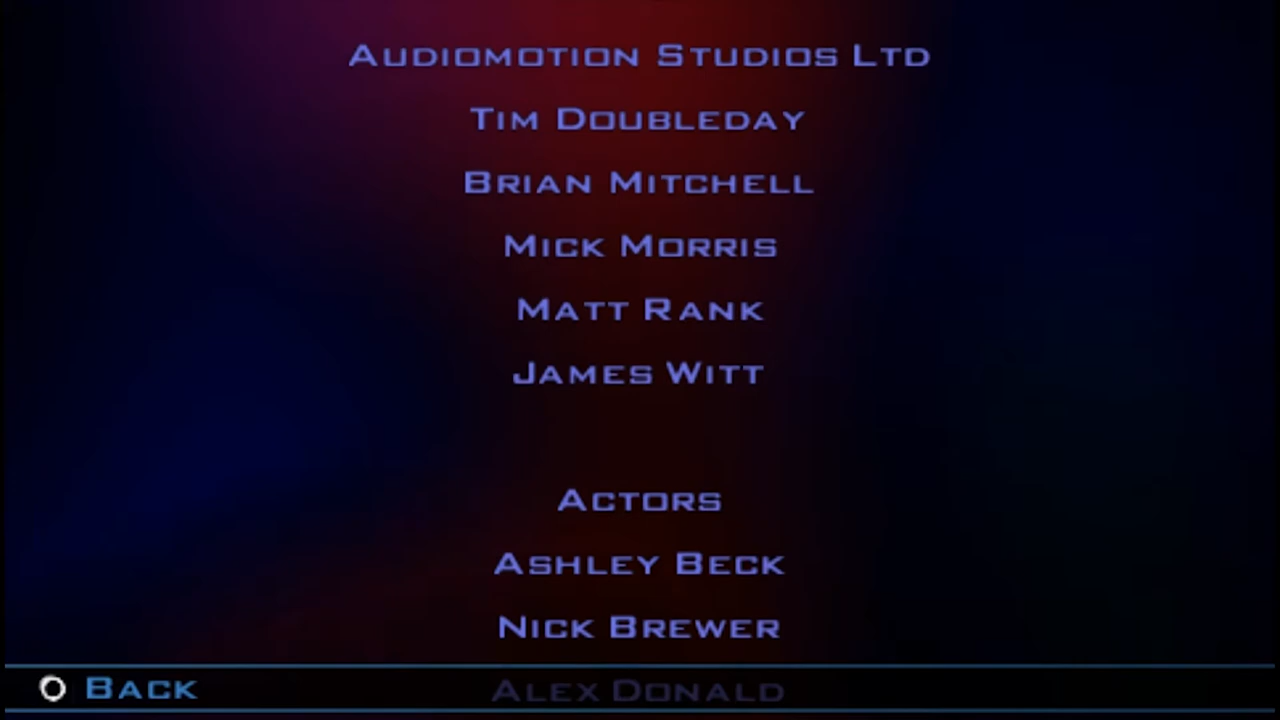 Audiomotion Studios Ltd
Tim Doubleday
Brian Mitchell
Mick Morris
Matt Rank
James Witt
Actors
Ashley Beck
Nick Brewer
Back
Alex Donald